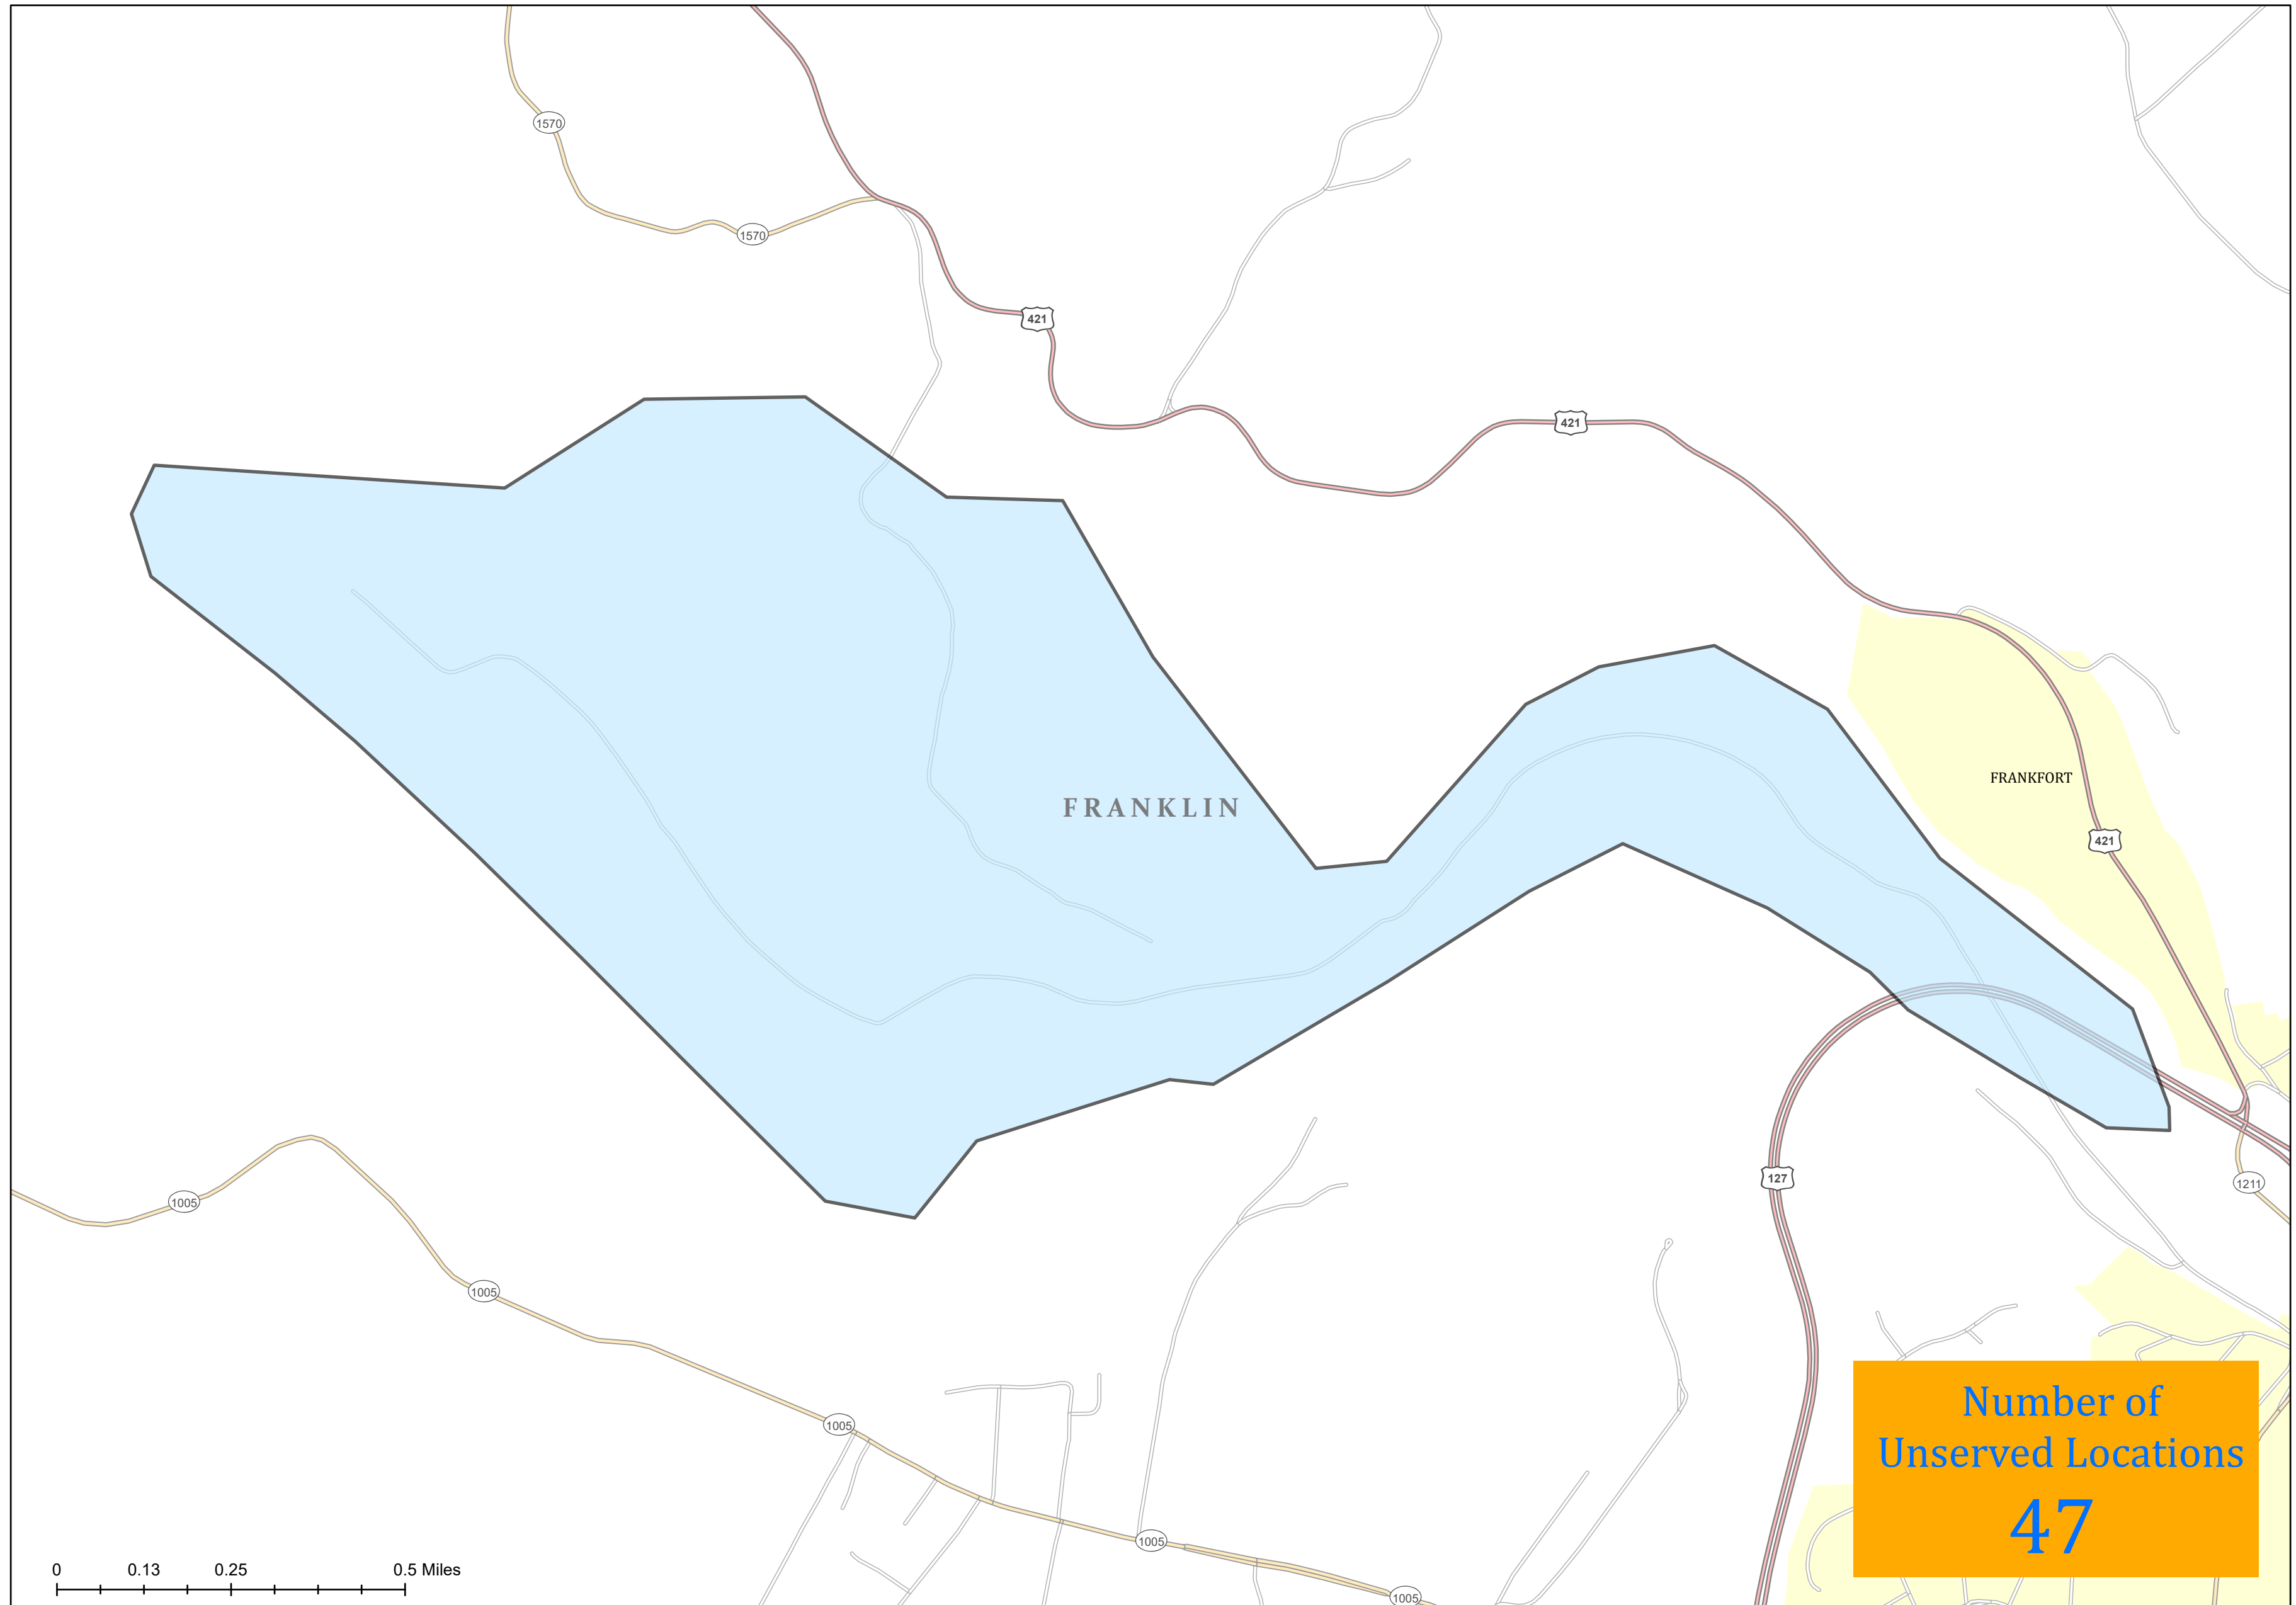 1570
1570
421
421
FRANKFORT
FRANKLIN
421
127
1211
1005
1005
1005
1005
1005
Number of
Unserved Locations
47
0 0.13 0.25 0.5 Miles